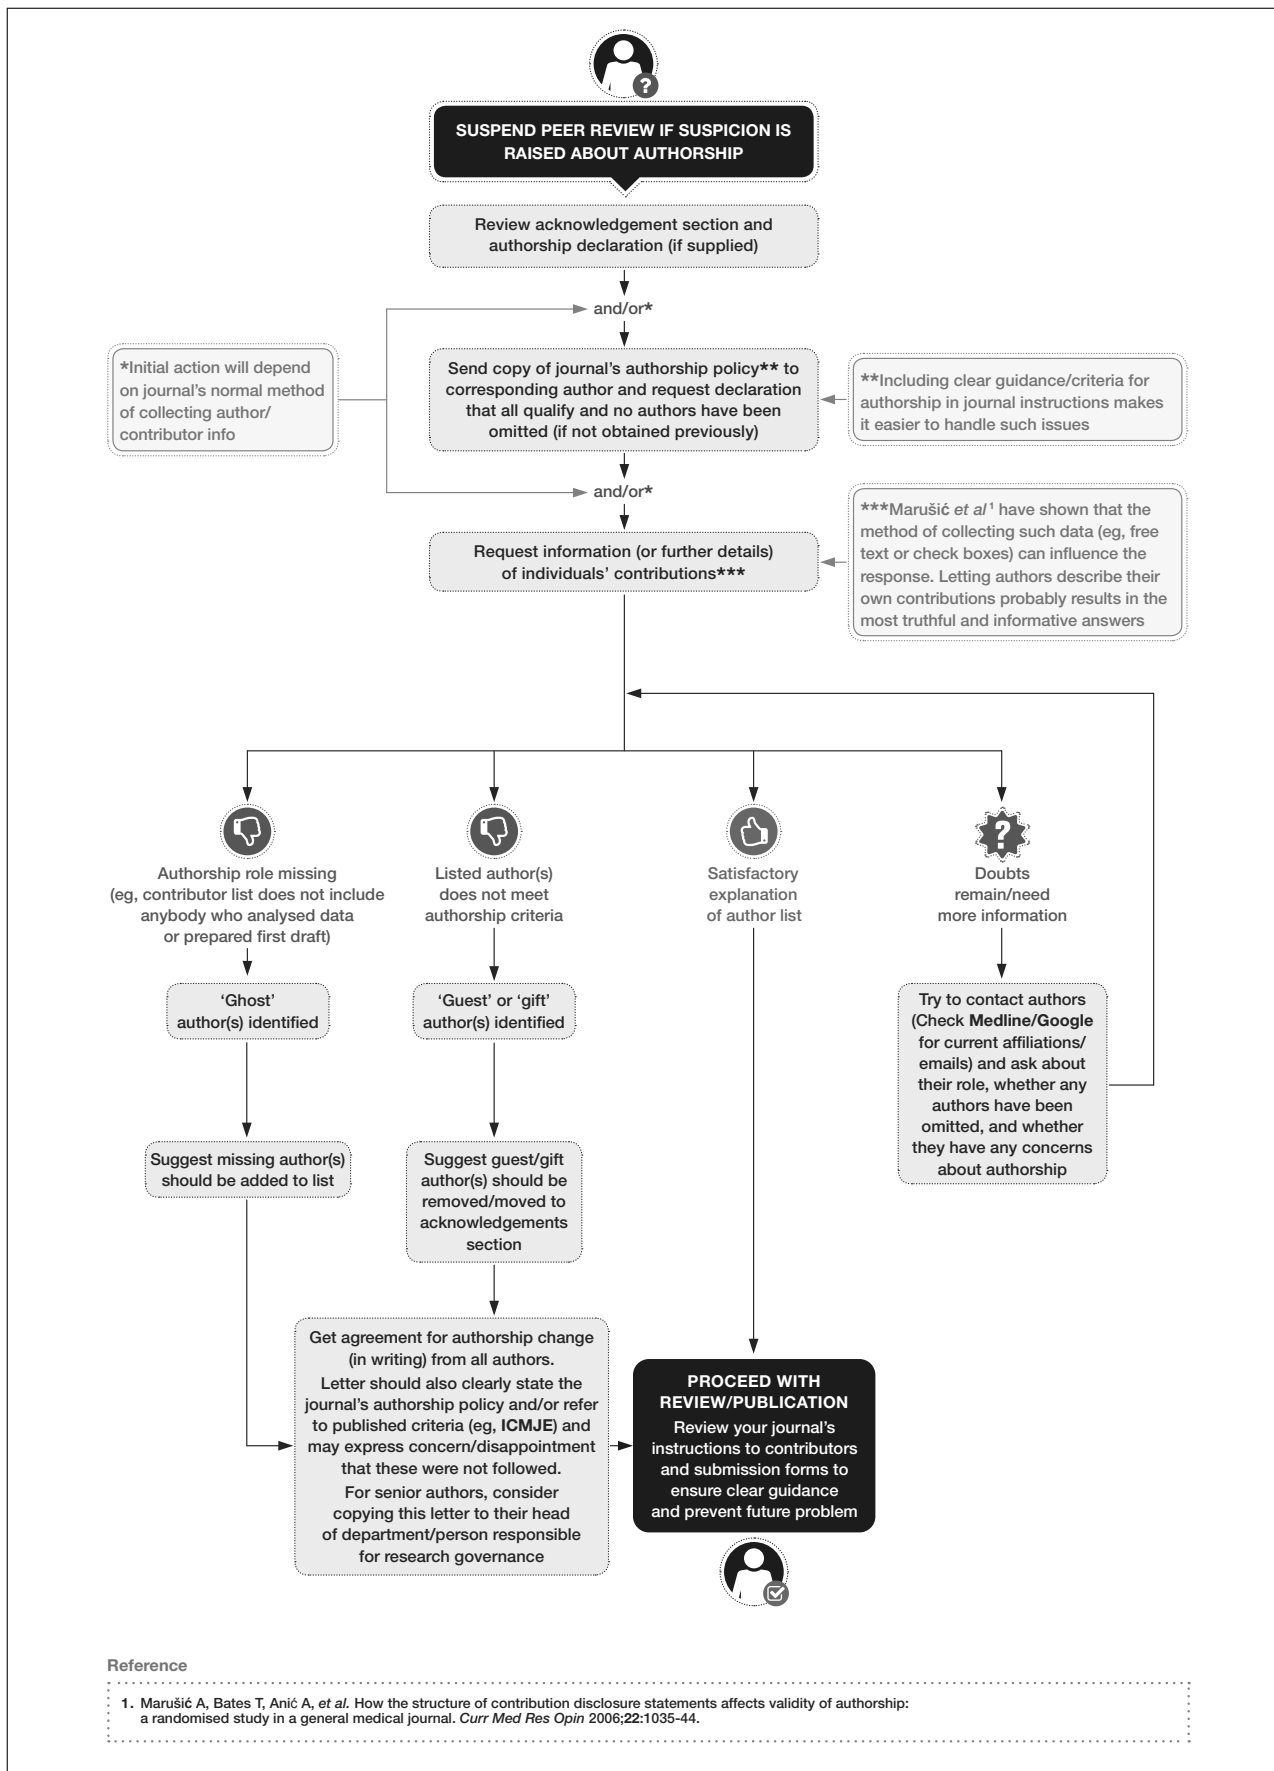 ?
SUSPEND PEER REVIEW IF SUSPICION IS
RAISED ABOUT AUTHORSHIP
Review acknowledgement section and
authorship declaration (if supplied)
and/or*
*Initial action will depend
on journal’s normal method
of collecting author/
contributor info
Send copy of journal’s authorship policy** to
corresponding author and request declaration
that all qualify and no authors have been
omitted (if not obtained previously)
**Including clear guidance/criteria for
authorship in journal instructions makes
it easier to handle such issues
and/or*
Request information (or further details)
of individuals’ contributions***
***Marušić et al¹ have shown that the
method of collecting such data (eg, free
text or check boxes) can influence the
response. Letting authors describe their
own contributions probably results in the
most truthful and informative answers
Authorship role missing
(eg, contributor list does not include
anybody who analysed data
or prepared first draft)
‘Ghost’
author(s) identified
Suggest missing author(s)
should be added to list
Listed author(s)
does not meet
authorship criteria
‘Guest’ or ‘gift’
author(s) identified
Suggest guest/gift
author(s) should be
removed/moved to
acknowledgements
section
Get agreement for authorship change
(in writing) from all authors.
Letter should also clearly state the
journal’s authorship policy and/or refer
to published criteria (eg, ICMJE) and
may express concern/disappointment
that these were not followed.
For senior authors, consider
copying this letter to their head
of department/person responsible
for research governance
Satisfactory
explanation
of author list
PROCEED WITH
REVIEW/PUBLICATION
Review your journal’s
instructions to contributors
and submission forms to
ensure clear guidance
and prevent future problem
?
Doubts
remain/need
more information
Try to contact authors
(Check Medline/Google
for current affiliations/
emails) and ask about
their role, whether any
authors have been
omitted, and whether
they have any concerns
about authorship
Reference
1. Marušić A, Bates T, Anić A, et al. How the structure of contribution disclosure statements affects validity of authorship:
a randomised study in a general medical journal. Curr Med Res Opin 2006;22:1035-44.